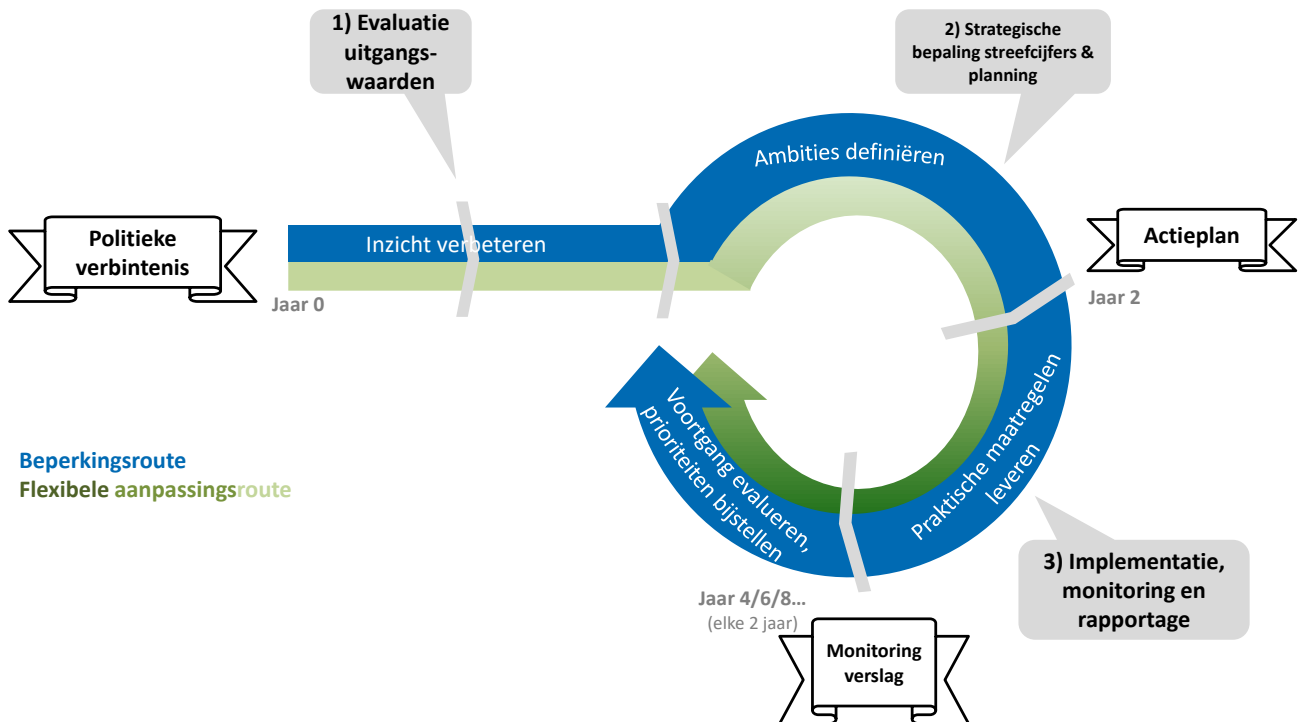 1) Evaluatie
uitgangs-
waarden
2) Strategische
bepaling streefcijfers &
planning
Ambities definiëren
Politieke
verbintenis
Inzicht verbeteren
Actieplan
Jaar 0
Jaar 2
Voortgang evalueren,
prioriteiten bijstellen
Praktische maatregelen
leveren
Beperkingsroute
Flexibele aanpassingsroute
3) Implementatie,
monitoring en
rapportage
Jaar 4/6/8...
(elke 2 jaar)
Monitoring
verslag